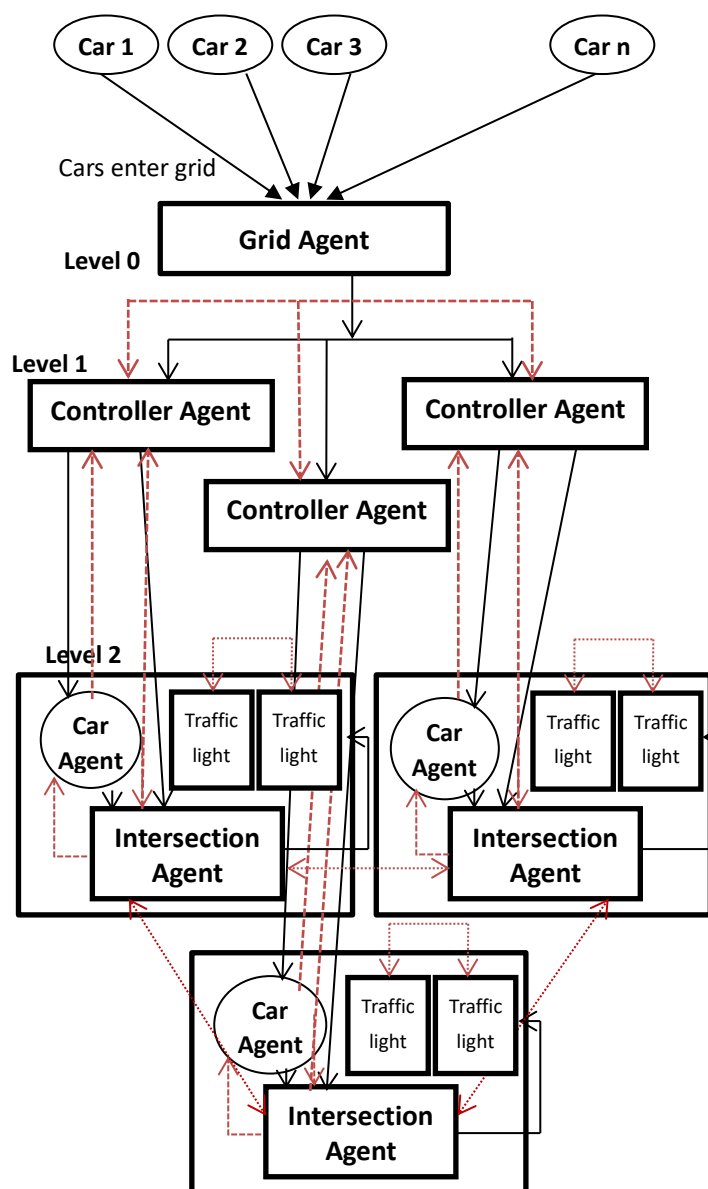 Car 1
Car 2
Car 3
Car n
Cars enter grid
Grid Agent
Level 0
Level 1
Controller Agent
Controller Agent
Controller Agent
Level 2
Car
Agent
Traffic
light
Traffic
light
Intersection
Agent
Car
Agent
Traffic
light
Traffic
light
Intersection
Agent
Car
Agent
Traffic
light
Traffic
light
Intersection
Agent